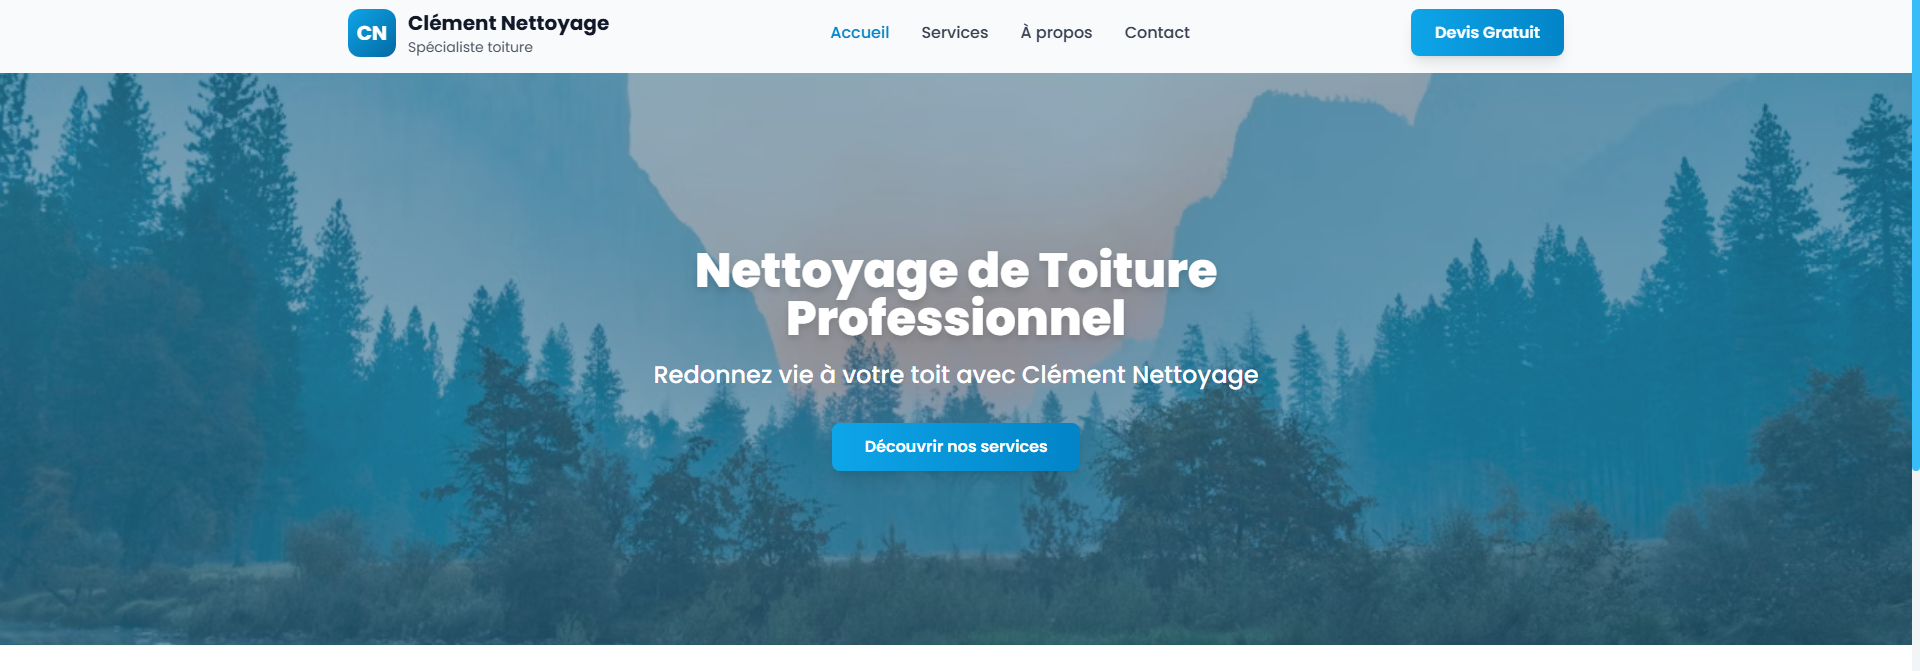 CN
Clément Nettoyage
Spécialiste toiture
Accueil
Services
À propos
Contact
Devis Gratuit
Nettoyage de Toiture
Professionnel
Redonnez vie à votre toit avec Clément Nettoyage
Découvrir nos services